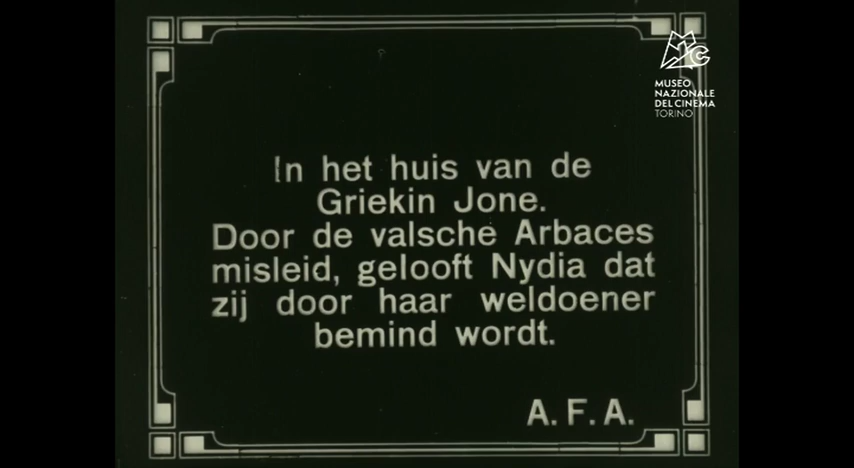 MUSEO
NAZIONALE
DEL CINEMA
TORINO
In het huis van de
Griekin Jone.
Door de valsche Arbaces
misleid, gelooft Nydia dat
zij door haar weldoener
bemind wordt.
A. F. A.